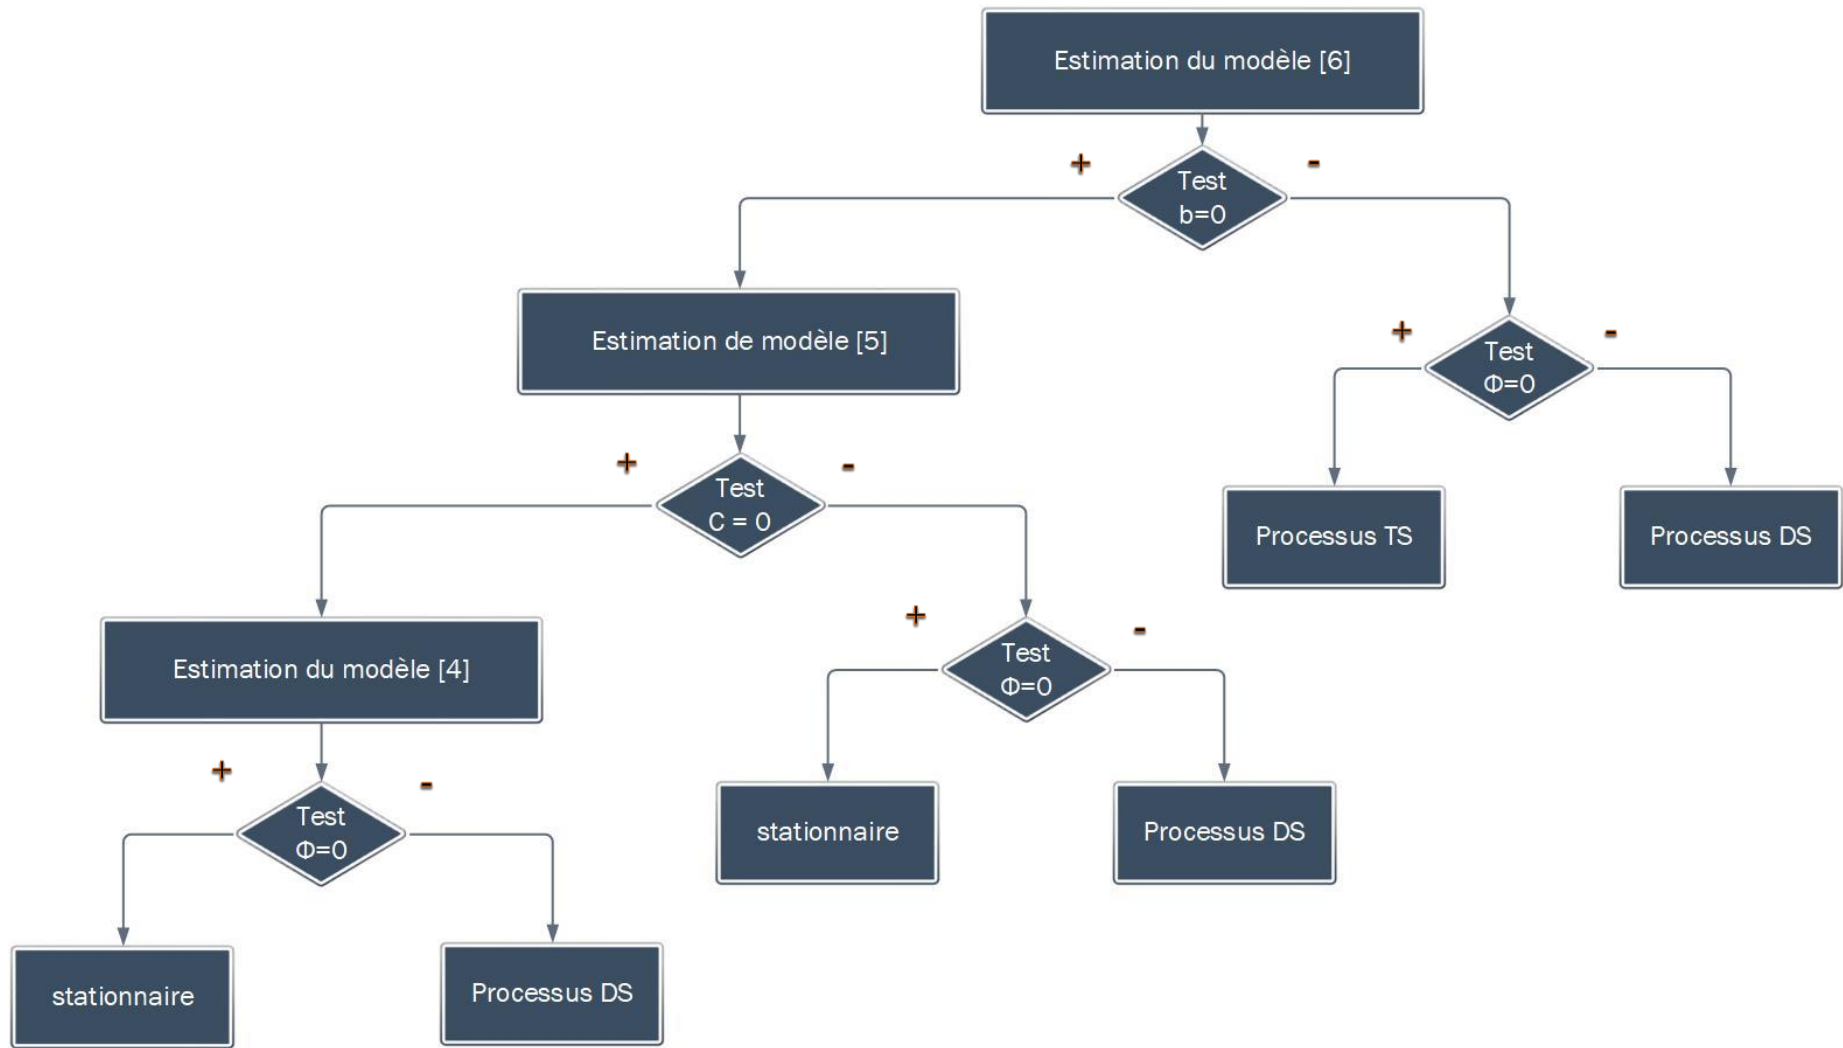 Estimation du modèle [6]
+
-
Test
b=0
Estimation de modèle [5]
+
-
Test
Φ=0
+
-
Test
C = 0
Processus TS
Processus DS
+
-
Test
Φ=0
Estimation du modèle [4]
+
-
Test
Φ=0
stationnaire
Processus DS
stationnaire
Processus DS